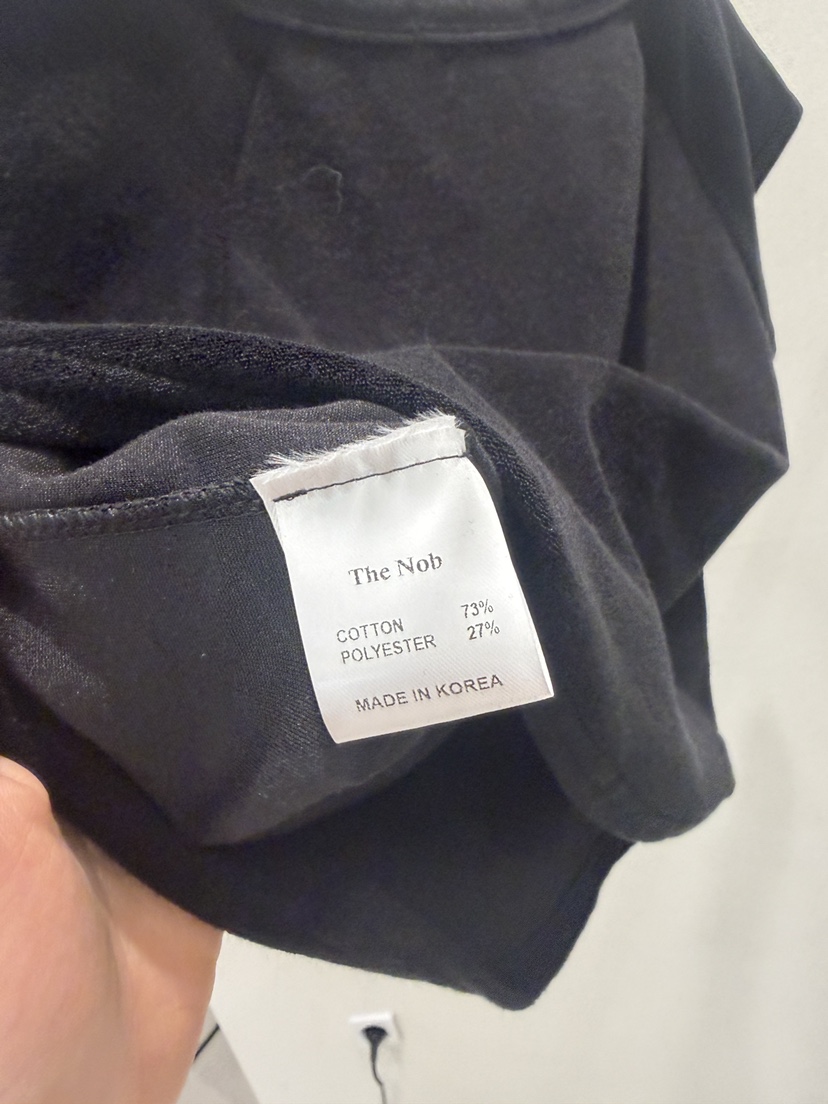 The Nob
COTTON 73%
POLYESTER 27%
MADE IN KOREA